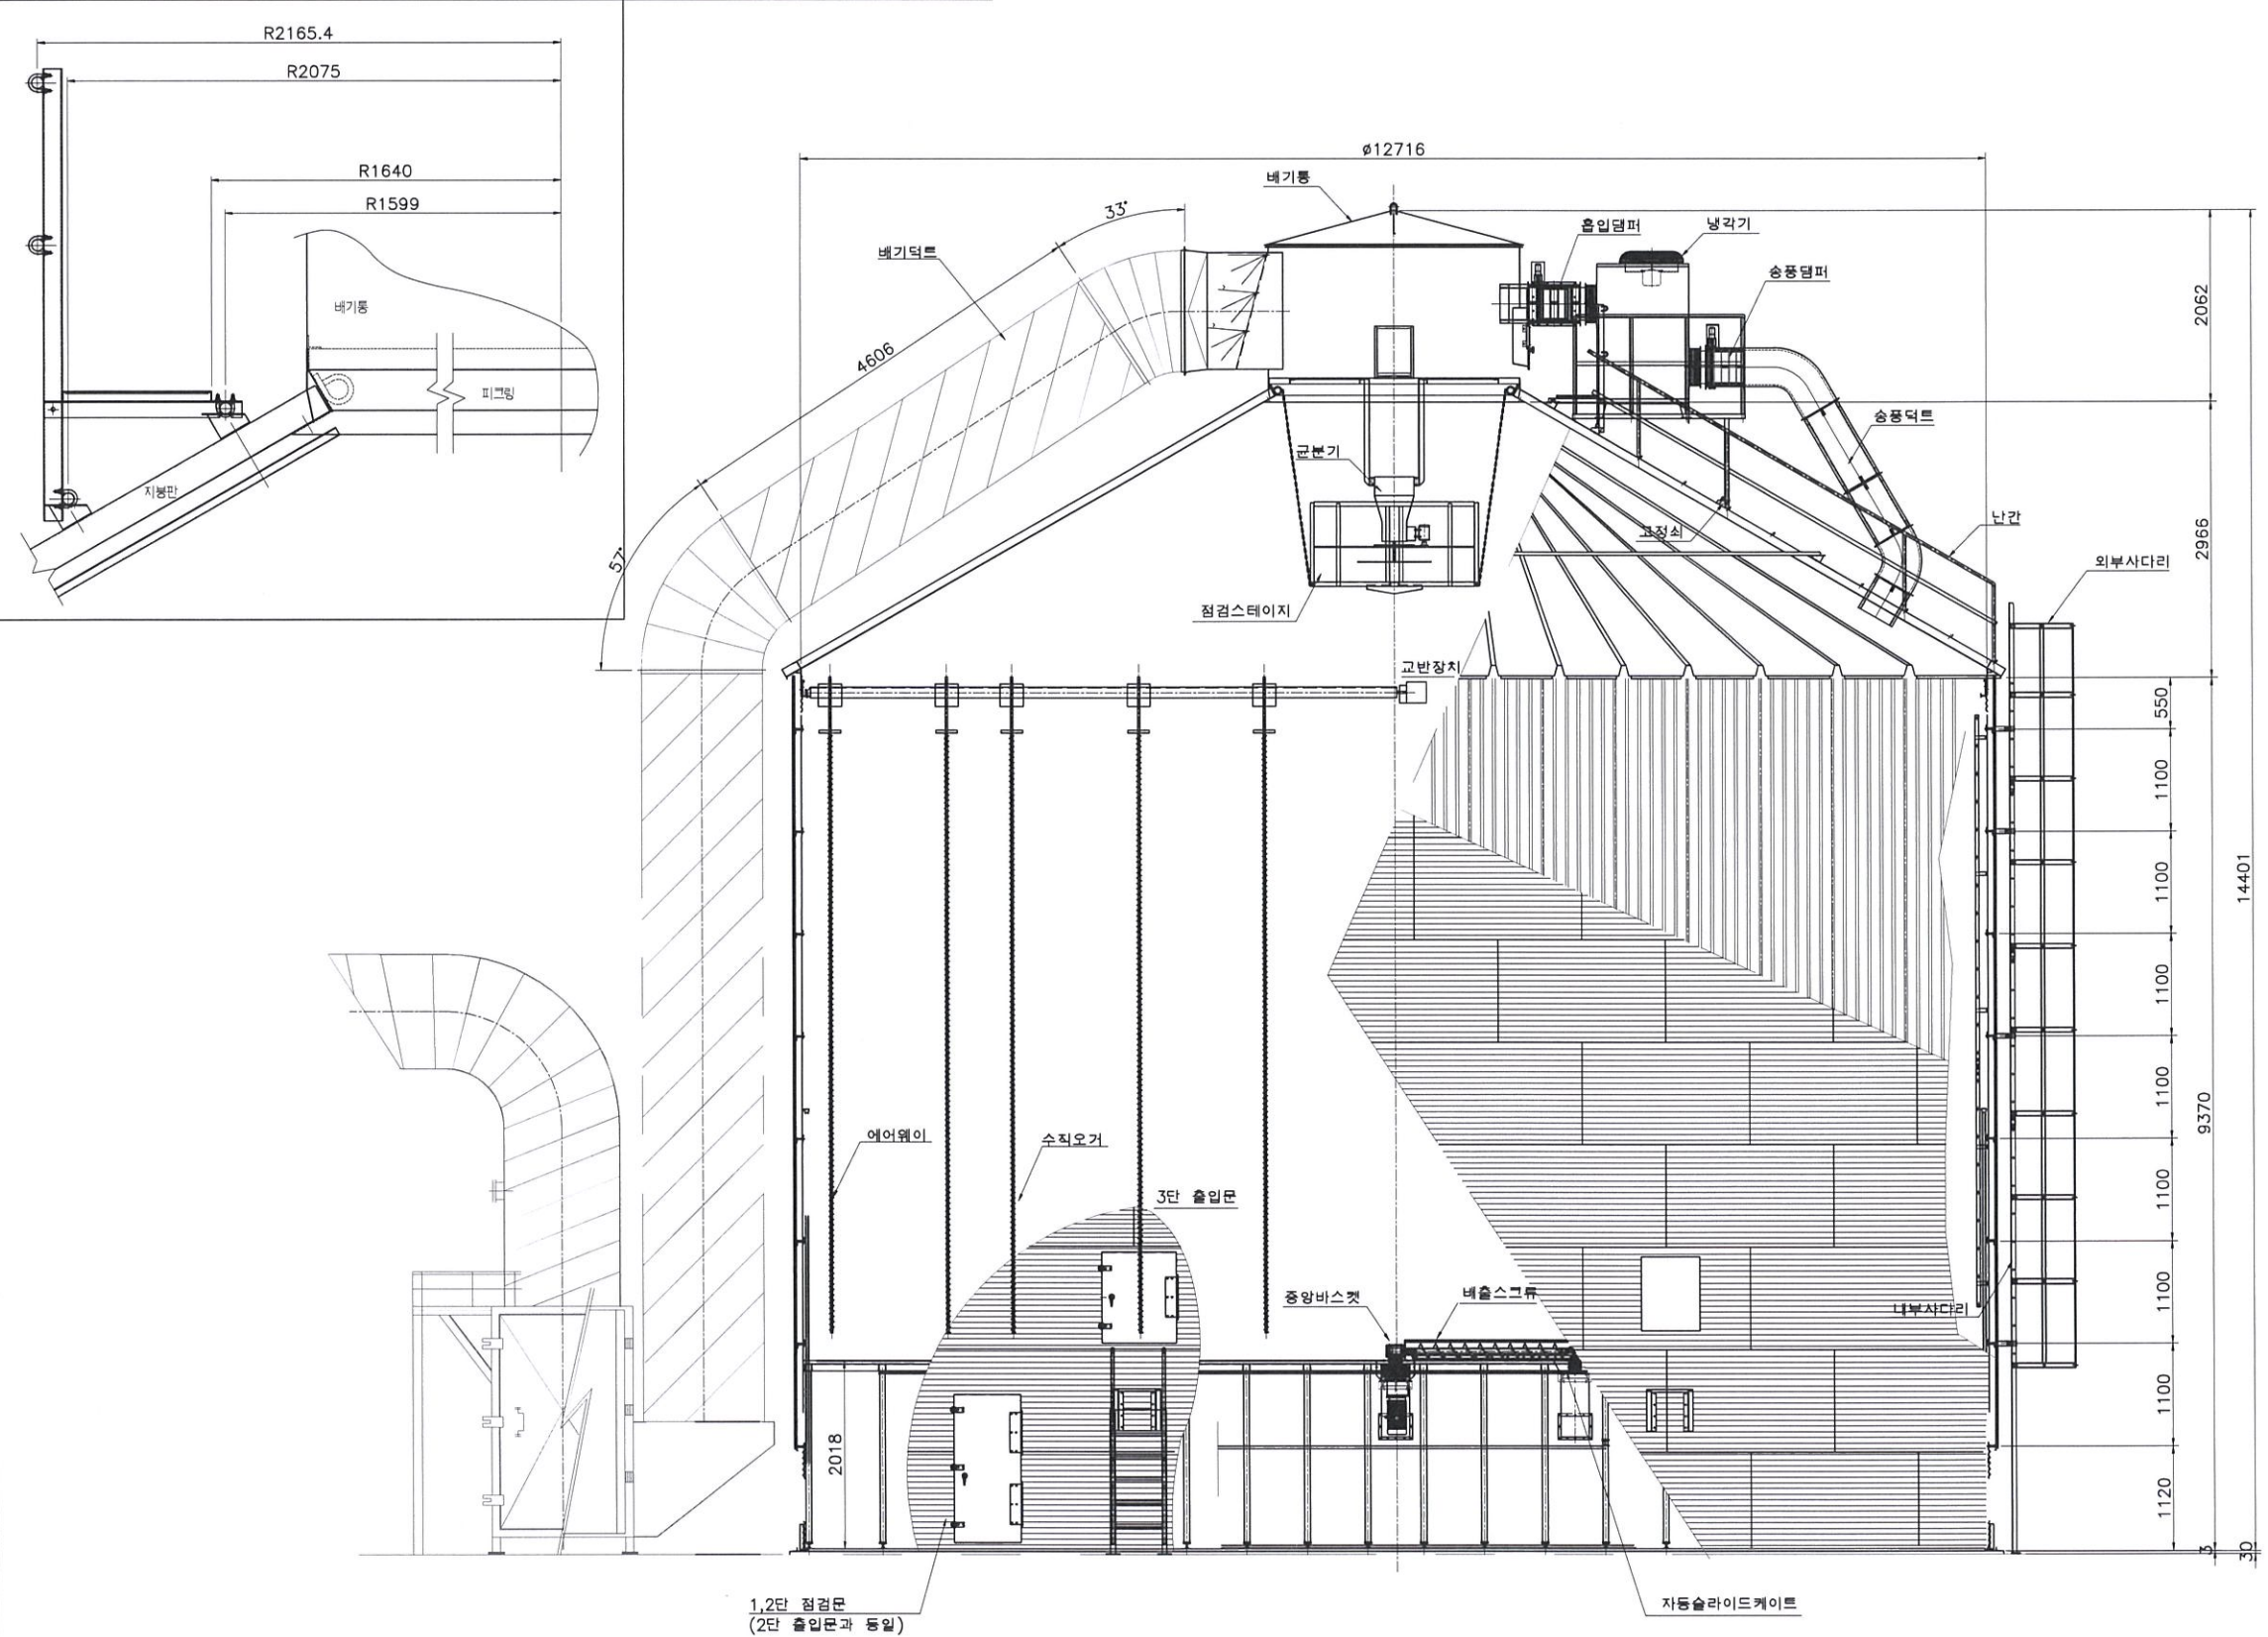 R2165.4
R2075
R1640
R1599
배기통
피크링
지붕판
ø12716
배기통
33°
배기덕트
흡입댐퍼
냉각기
송풍댐퍼
4606
송풍덕트
균분기
고정쇠
난간
외부사다리
57°
점검스테이지
교반장치
2062
2966
550
1100
1100
1100
1100
1100
1100
1100
1120
9370
14401
3
30
에어웨이
수직오거
3단 출입문
중앙바스켓
배출스크류
내부사다리
2018
1,2단 점검문
(2단 출입문과 동일)
자동슬라이드케이트